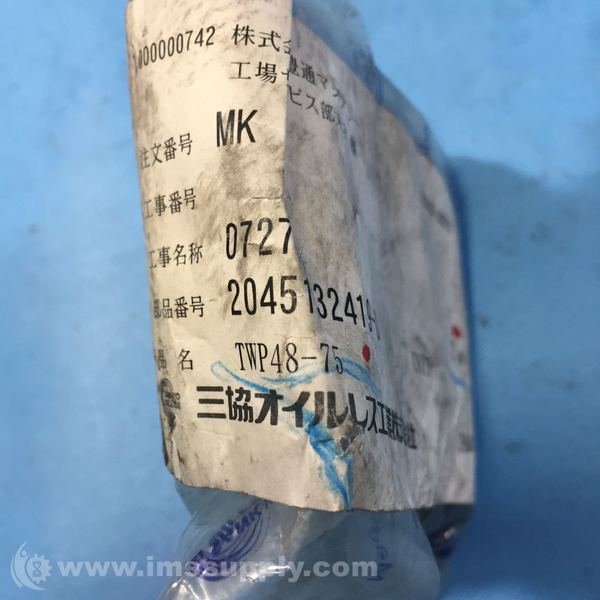 00000742 株式
工場
注文番号 MK
工事番号
工事名称 0727
部品番号 2045132419
品名 TWP48-75
三協オイルレス工業株式会社
www.imssupply.com